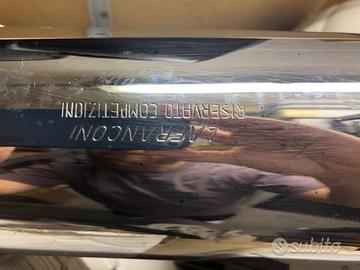 LAFRANCONI
RISERVATO COMPETIZIONI
subito